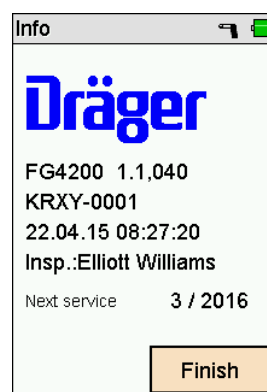 Info
Dräger
FG4200 1.1,040
KRXY-0001
22.04.15 08:27:20
Insp.:Elliott Williams
Next service 3 / 2016
Finish